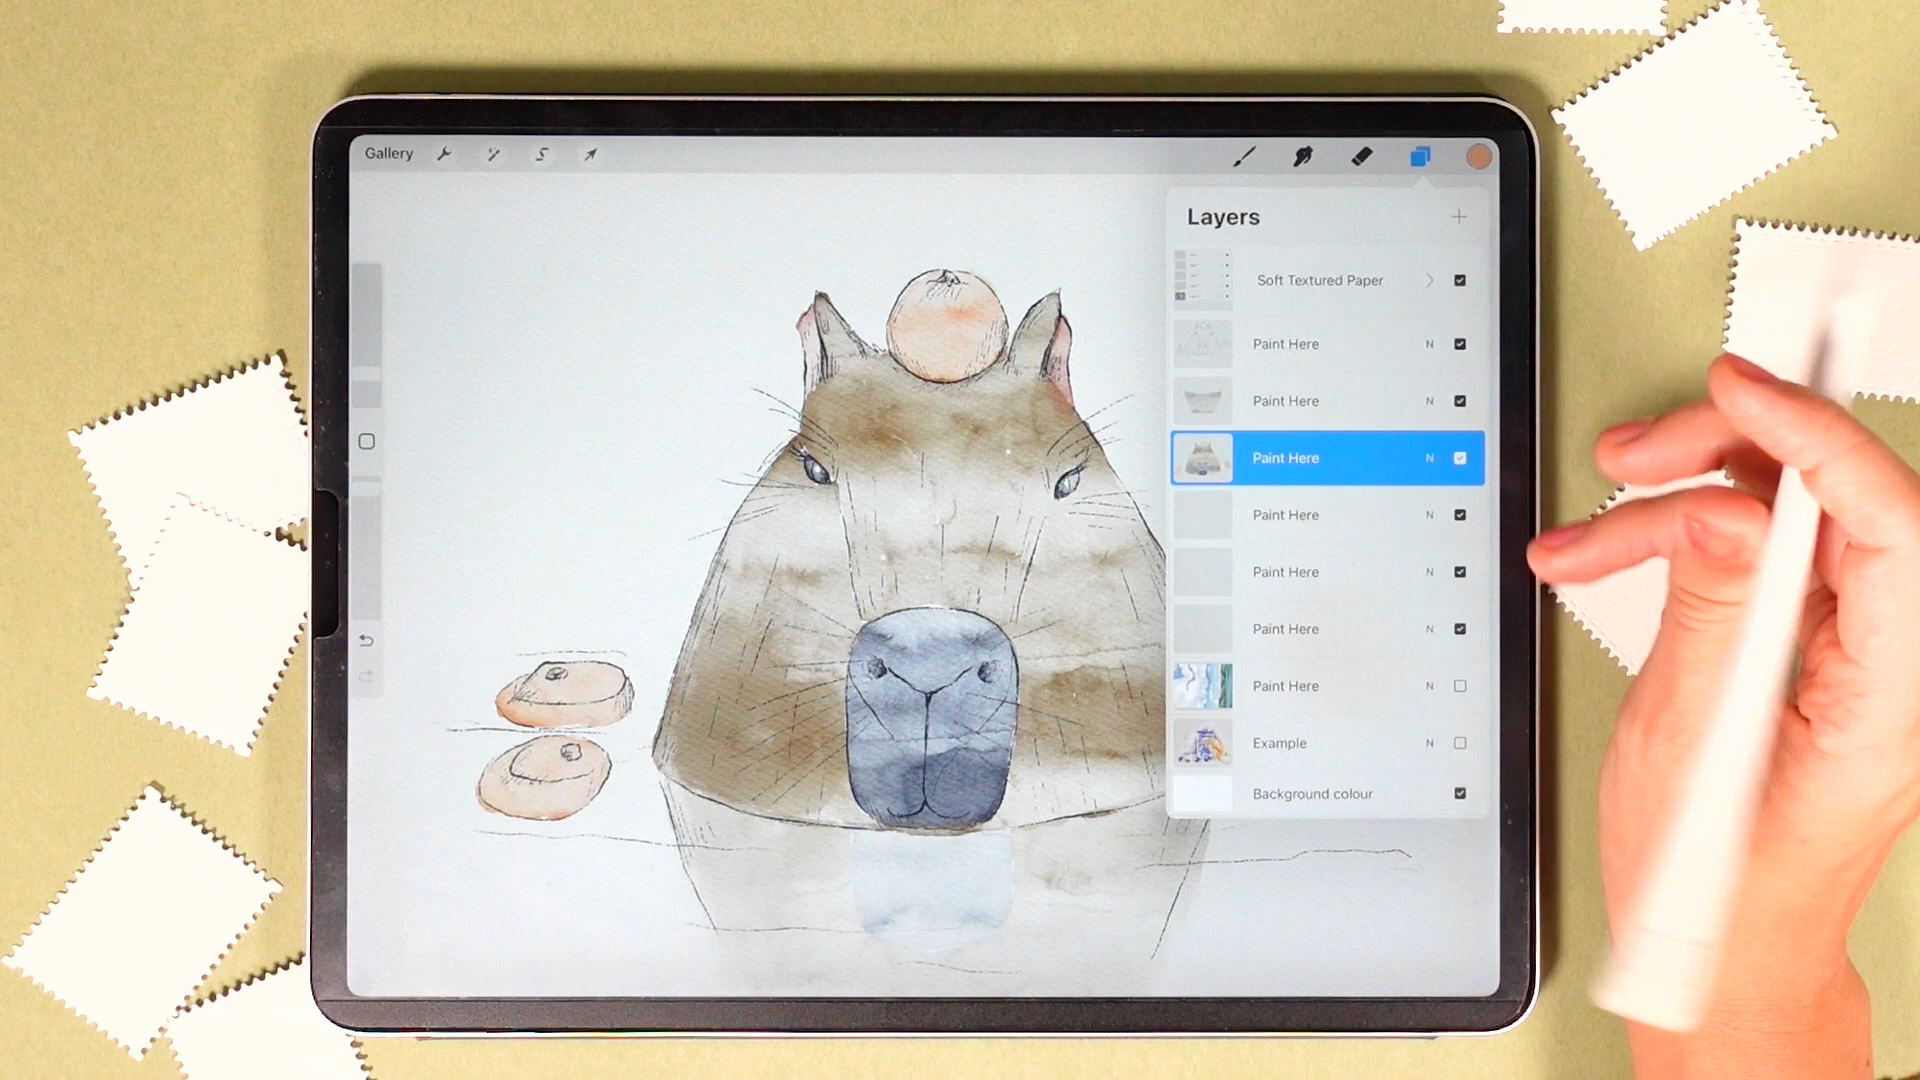 Gallery
Layers
Soft Textured Paper
Paint Here N
Paint Here N
Paint Here N
Paint Here N
Paint Here N
Paint Here N
Paint Here N
Example N
Background colour